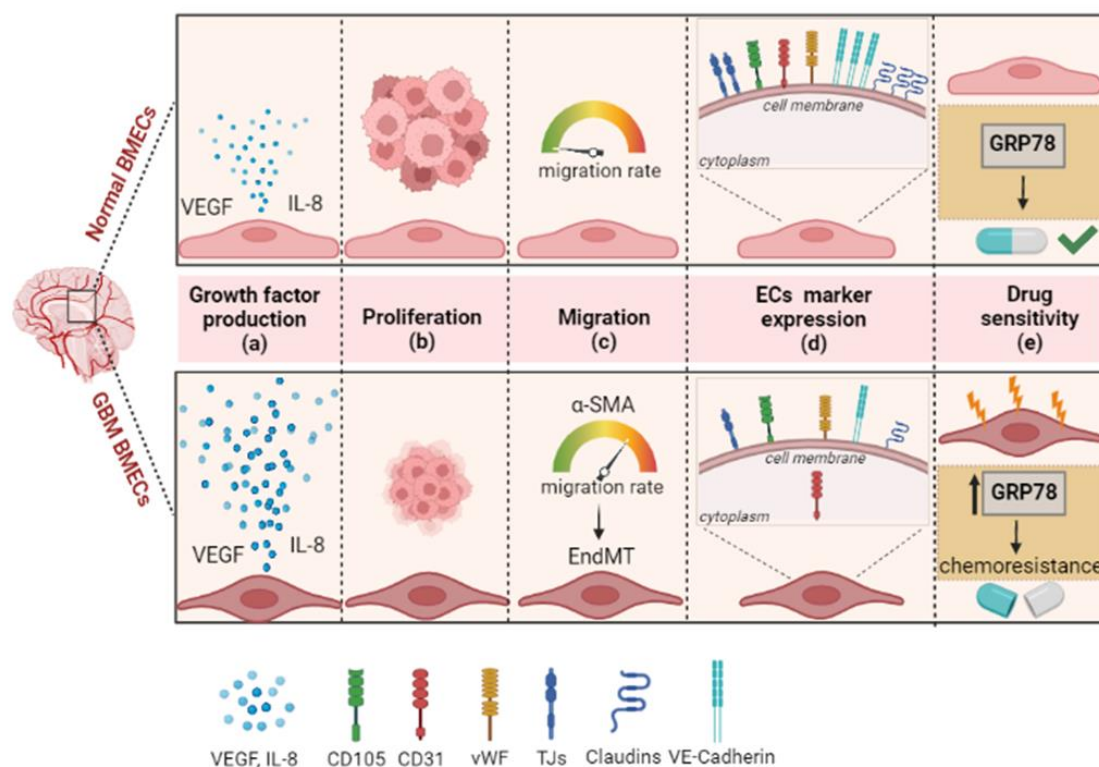 Normal BMECs
VEGF
IL-8
migration rate
cell membrane
cytoplasm
GRP78
Growth factor
production
(a)
Proliferation
(b)
Migration
(c)
ECs marker
expression
(d)
Drug
sensitivity
(e)
GBM BMECs
VEGF
IL-8
α-SMA
migration rate
EndMT
cell membrane
cytoplasm
GRP78
chemoresistance
VEGF, IL-8
CD105
CD31
vWF
TJs
Claudins
VE-Cadherin